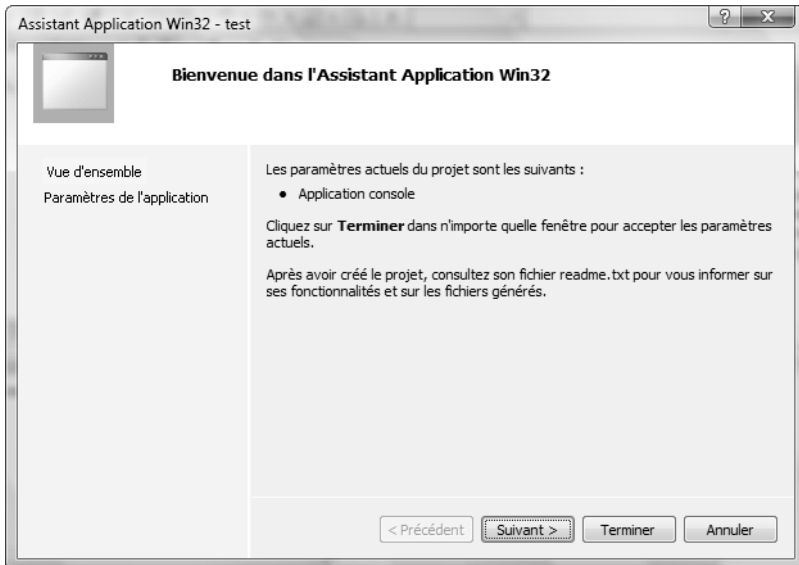 Assistant Application Win32 - test
? X
Bienvenue dans l'Assistant Application Win32
Vue d'ensemble
Paramètres de l'application
Les paramètres actuels du projet sont les suivants :
• Application console
Cliquez sur Terminer dans n'importe quelle fenêtre pour accepter les paramètres
actuels.
Après avoir créé le projet, consultez son fichier readme.txt pour vous informer sur
ses fonctionnalités et sur les fichiers générés.
< Précédent Suivant > Terminer Annuler